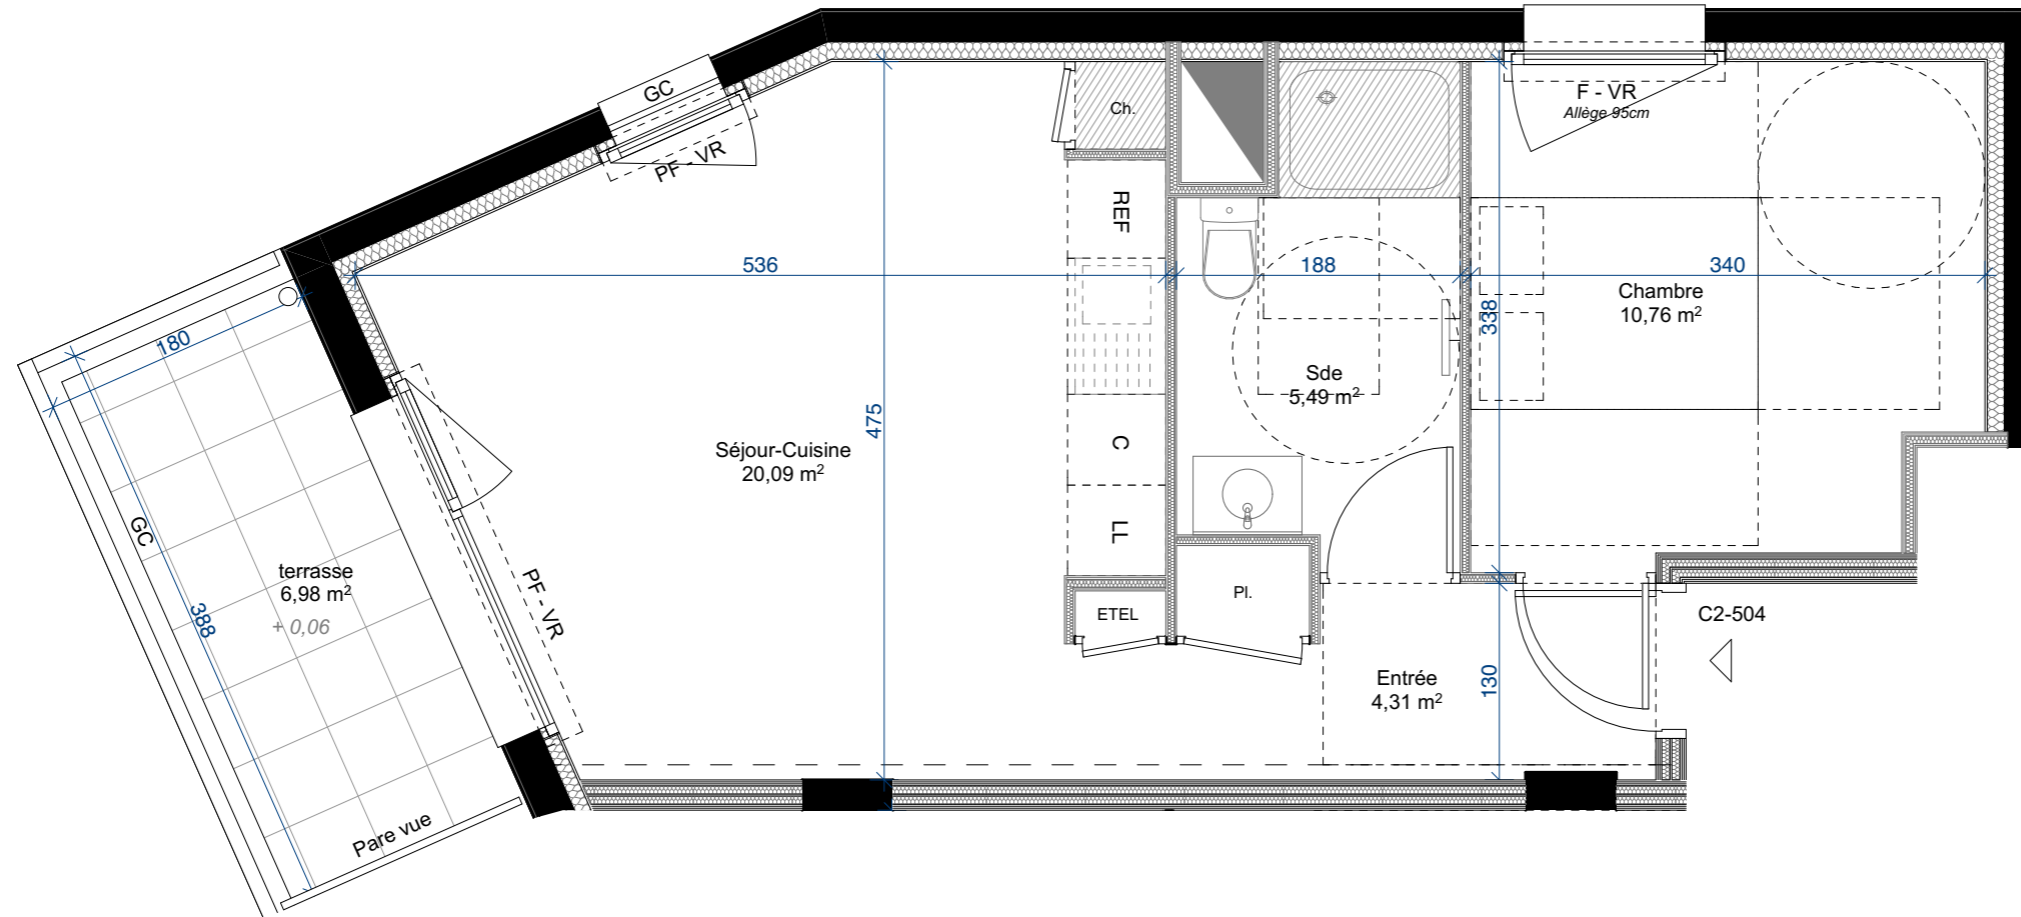 GC
PF - VR
Ch.
F - VR
Allège 95cm
REF
536
188
340
338
Chambre
10,76 m²
180
Sde
5,49 m²
475
Séjour-Cuisine
20,09 m²
C
LL
GC
terrasse
6,98 m²
+ 0,06
388
PF - VR
ETEL
Pl.
C2-504
Entrée
4,31 m²
130
Pare vue